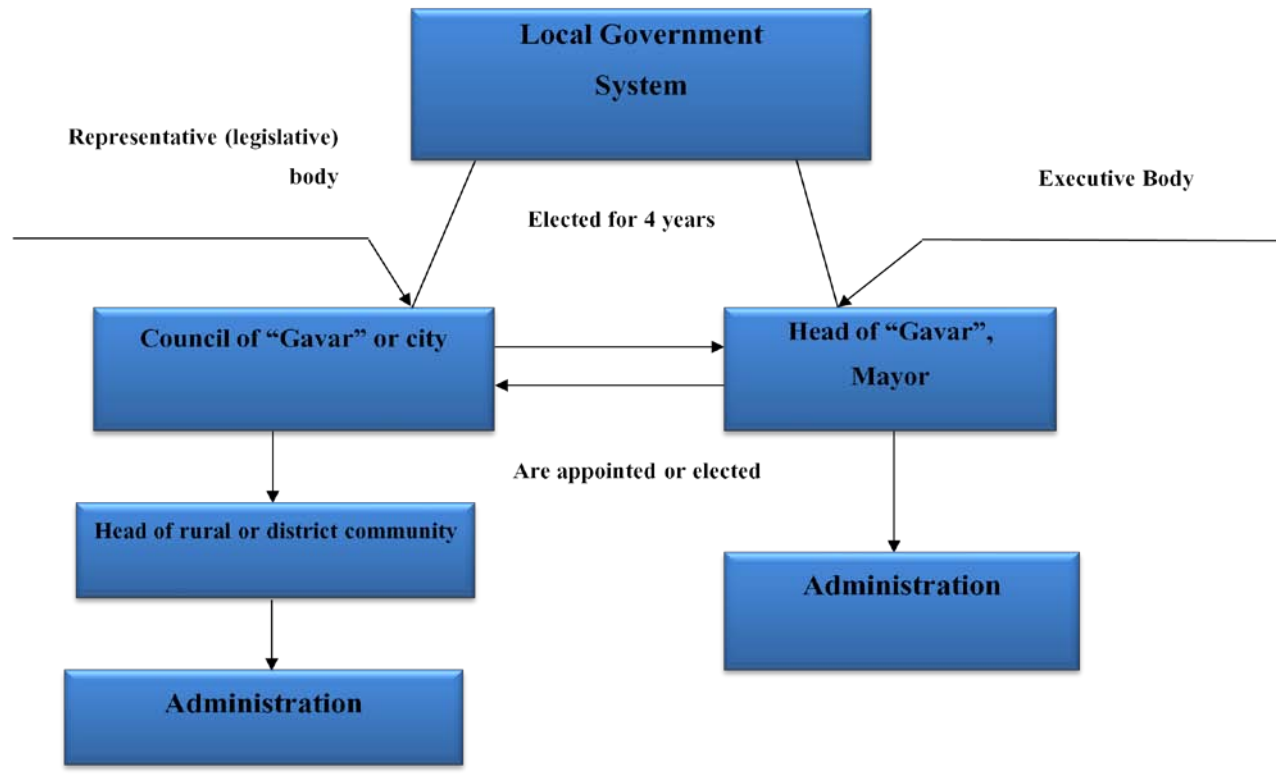 Local Government
System
Representative (legislative)
body
Executive Body
Elected for 4 years
Council of “Gavar” or city
Head of “Gavar”,
Mayor
Are appointed or elected
Head of rural or district community
Administration
Administration